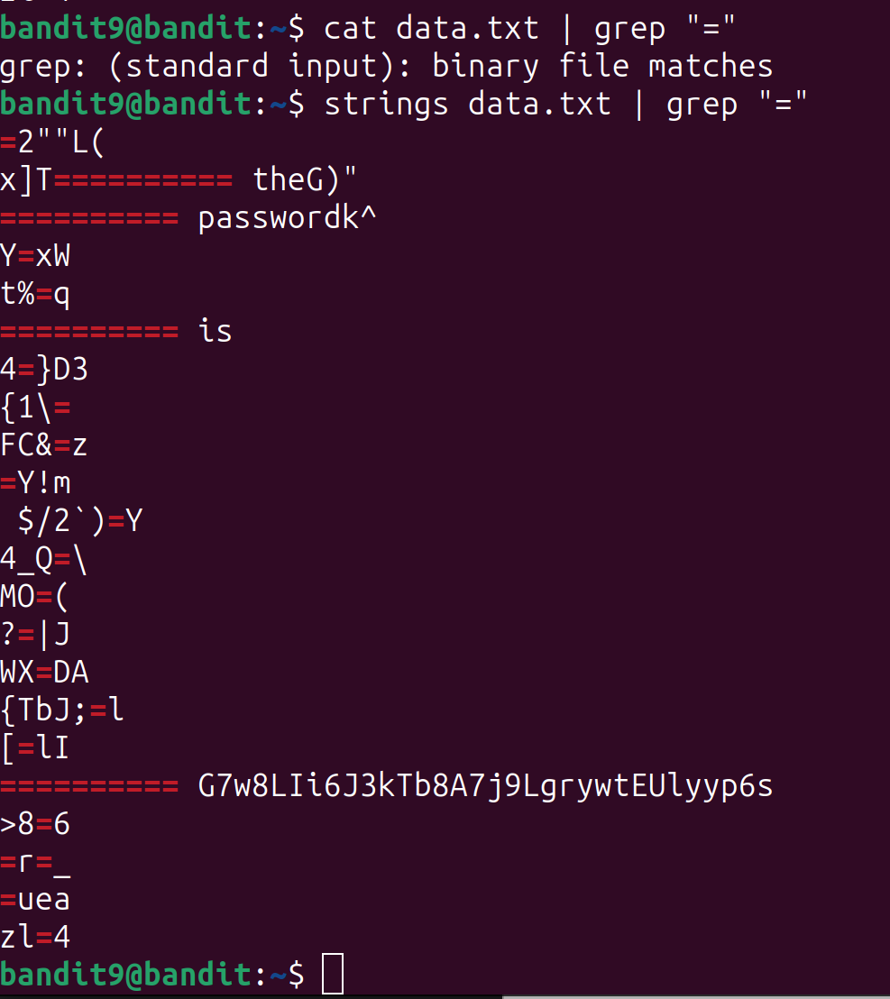 bandit9@bandit:~$ cat data.txt | grep "="
grep: (standard input): binary file matches
bandit9@bandit:~$ strings data.txt | grep "="
=2""L(
x]T========== theG)"
========== passwordk^
Y=xW
t%=q
========== is
4=}D3
{1\=
FC&=z
=Y!m
 $/2`)=Y
4_Q=\
MO=(
?=|J
WX=DA
{TbJ;=l
[=lI
========== G7w8LIi6J3kTb8A7j9LgrywtEUlyyp6s
>8=6
=r=_
=uea
zl=4
bandit9@bandit:~$